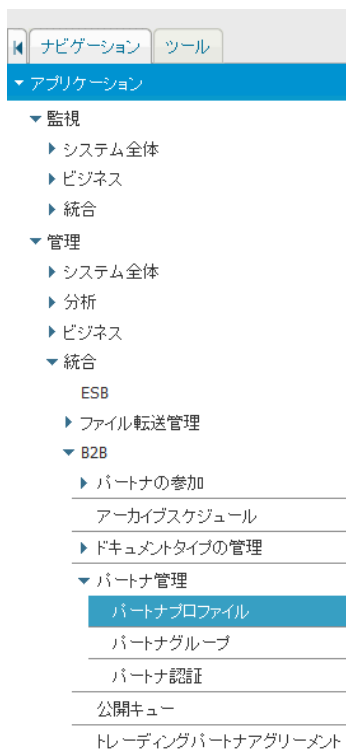 ナビゲーション ツール
アプリケーション
監視
システム全体
ビジネス
統合
管理
システム全体
分析
ビジネス
統合
ESB
ファイル転送管理
B2B
パートナの参加
アーカイブスケジュール
ドキュメントタイプの管理
パートナ管理
パートナプロファイル
パートナグループ
パートナ認証
公開キュー
トレーディングパートナアグリーメント